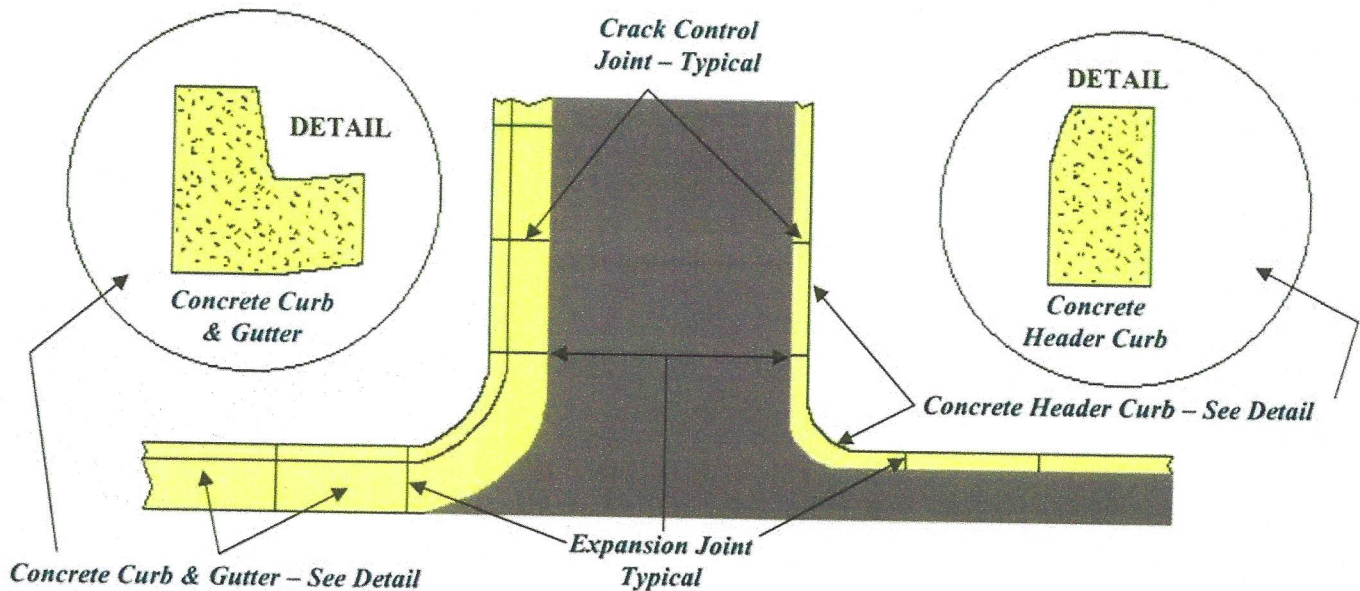 Crack Control
Joint – Typical
DETAIL
DETAIL
Concrete Curb
& Gutter
Concrete
Header Curb
Concrete Header Curb – See Detail
Expansion Joint
Typical
Concrete Curb & Gutter – See Detail